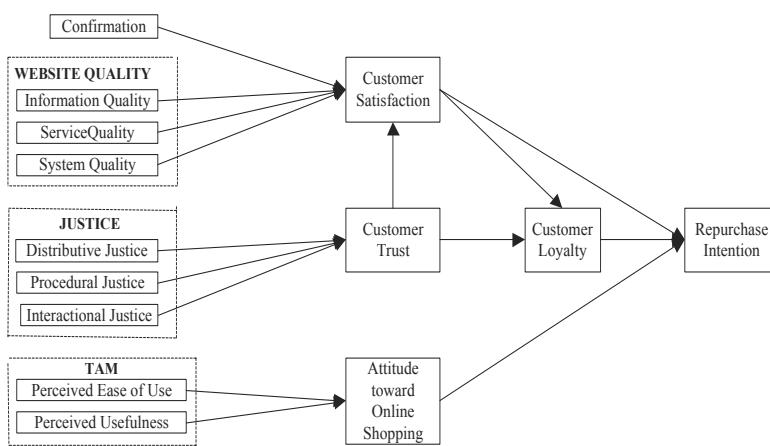 Confirmation
WEBSITE QUALITY
Information Quality
ServiceQuality
System Quality
Customer
Satisfaction
JUSTICE
Distributive Justice
Procedural Justice
Interactional Justice
Customer
Trust
Customer
Loyalty
Repurchase
Intention
TAM
Perceived Ease of Use
Perceived Usefulness
Attitude
toward
Online
Shopping